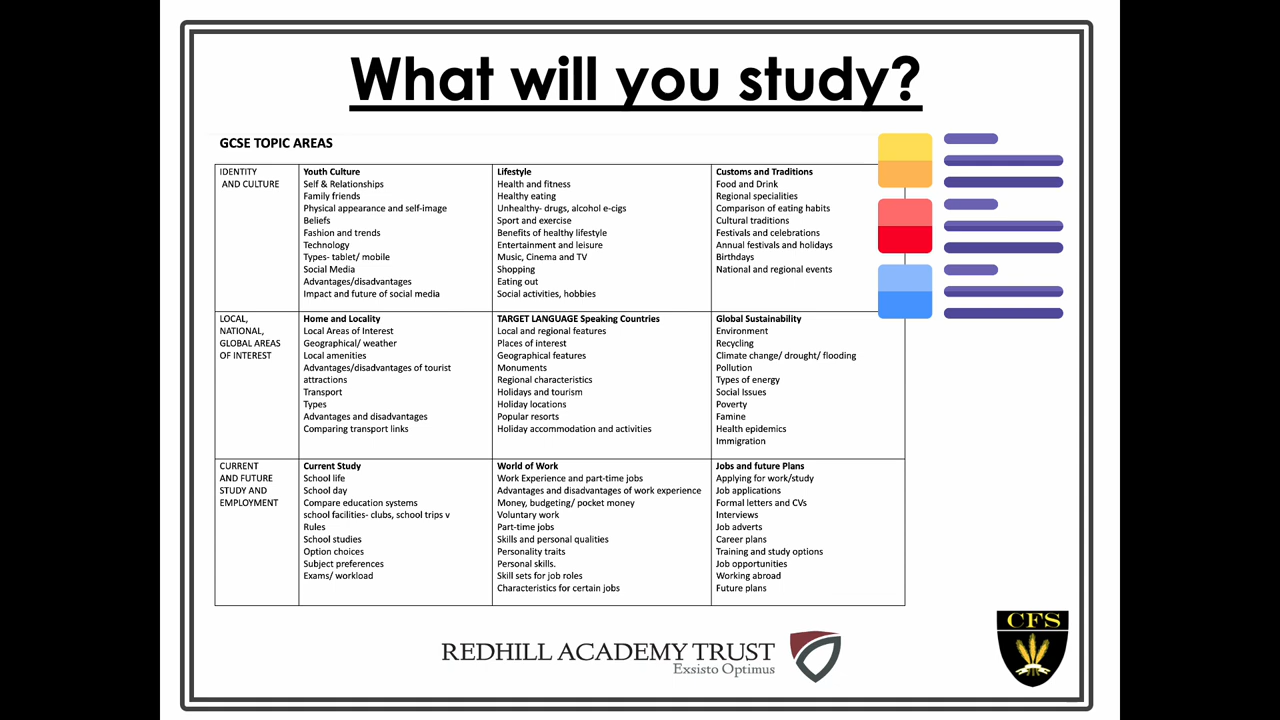 What will you study?
GCSE TOPIC AREAS
IDENTITY
AND CULTURE
Youth Culture
Self & Relationships
Family friends
Physical appearance and self-image
Beliefs
Fashion and trends
Technology
Types- tablet/ mobile
Social Media
Advantages/disadvantages
Impact and future of social media
Lifestyle
Health and fitness
Healthy eating
Unhealthy- drugs, alcohol e-cigs
Sport and exercise
Benefits of healthy lifestyle
Entertainment and leisure
Music, Cinema and TV
Shopping
Eating out
Social activities, hobbies
Customs and Traditions
Food and Drink
Regional specialities
Comparison of eating habits
Cultural traditions
Festivals and celebrations
Annual festivals and holidays
Birthdays
National and regional events
LOCAL,
NATIONAL,
GLOBAL AREAS
OF INTEREST
Home and Locality
Local Areas of Interest
Geographical/ weather
Local amenities
Advantages/disadvantages of tourist
attractions
Transport
Types
Advantages and disadvantages
Comparing transport links
TARGET LANGUAGE Speaking Countries
Local and regional features
Places of interest
Geographical features
Monuments
Regional characteristics
Holidays and tourism
Holiday locations
Popular resorts
Holiday accommodation and activities
Global Sustainability
Environment
Recycling
Climate change/ drought/ flooding
Pollution
Types of energy
Social Issues
Poverty
Famine
Health epidemics
Immigration
CURRENT
AND FUTURE
STUDY AND
EMPLOYMENT
Current Study
School life
School day
Compare education systems
school facilities- clubs, school trips v
Rules
School studies
Option choices
Subject preferences
Exams/ workload
World of Work
Work Experience and part-time jobs
Advantages and disadvantages of work experience
Money, budgeting/ pocket money
Voluntary work
Part-time jobs
Skills and personal qualities
Personality traits
Personal skills.
Skill sets for job roles
Characteristics for certain jobs
Jobs and future Plans
Applying for work/study
Job applications
Formal letters and CVs
Interviews
Job adverts
Career plans
Training and study options
Job opportunities
Working abroad
Future plans
REDHILL ACADEMY TRUST
Exsisto Optimus
CFS